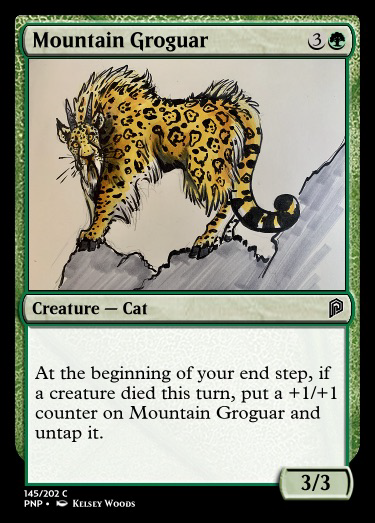 Mountain Groguar 3
Creature — Cat
At the beginning of your end step, if
a creature died this turn, put a +1/+1
counter on Mountain Groguar and
untap it.
3/3
145/202 C
PNP • Kelsey Woods